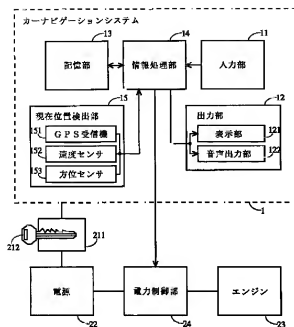 カーナビゲーションシステム
13
14
11
記憶部
情報処理部
入力部
15
12
現在位置検出部
出力部
151
GPS受信機
表示部
121
152
速度センサ
音声出力部
122
153
方位センサ
1
212
211
電源
電力制御部
エンジン
22
24
23